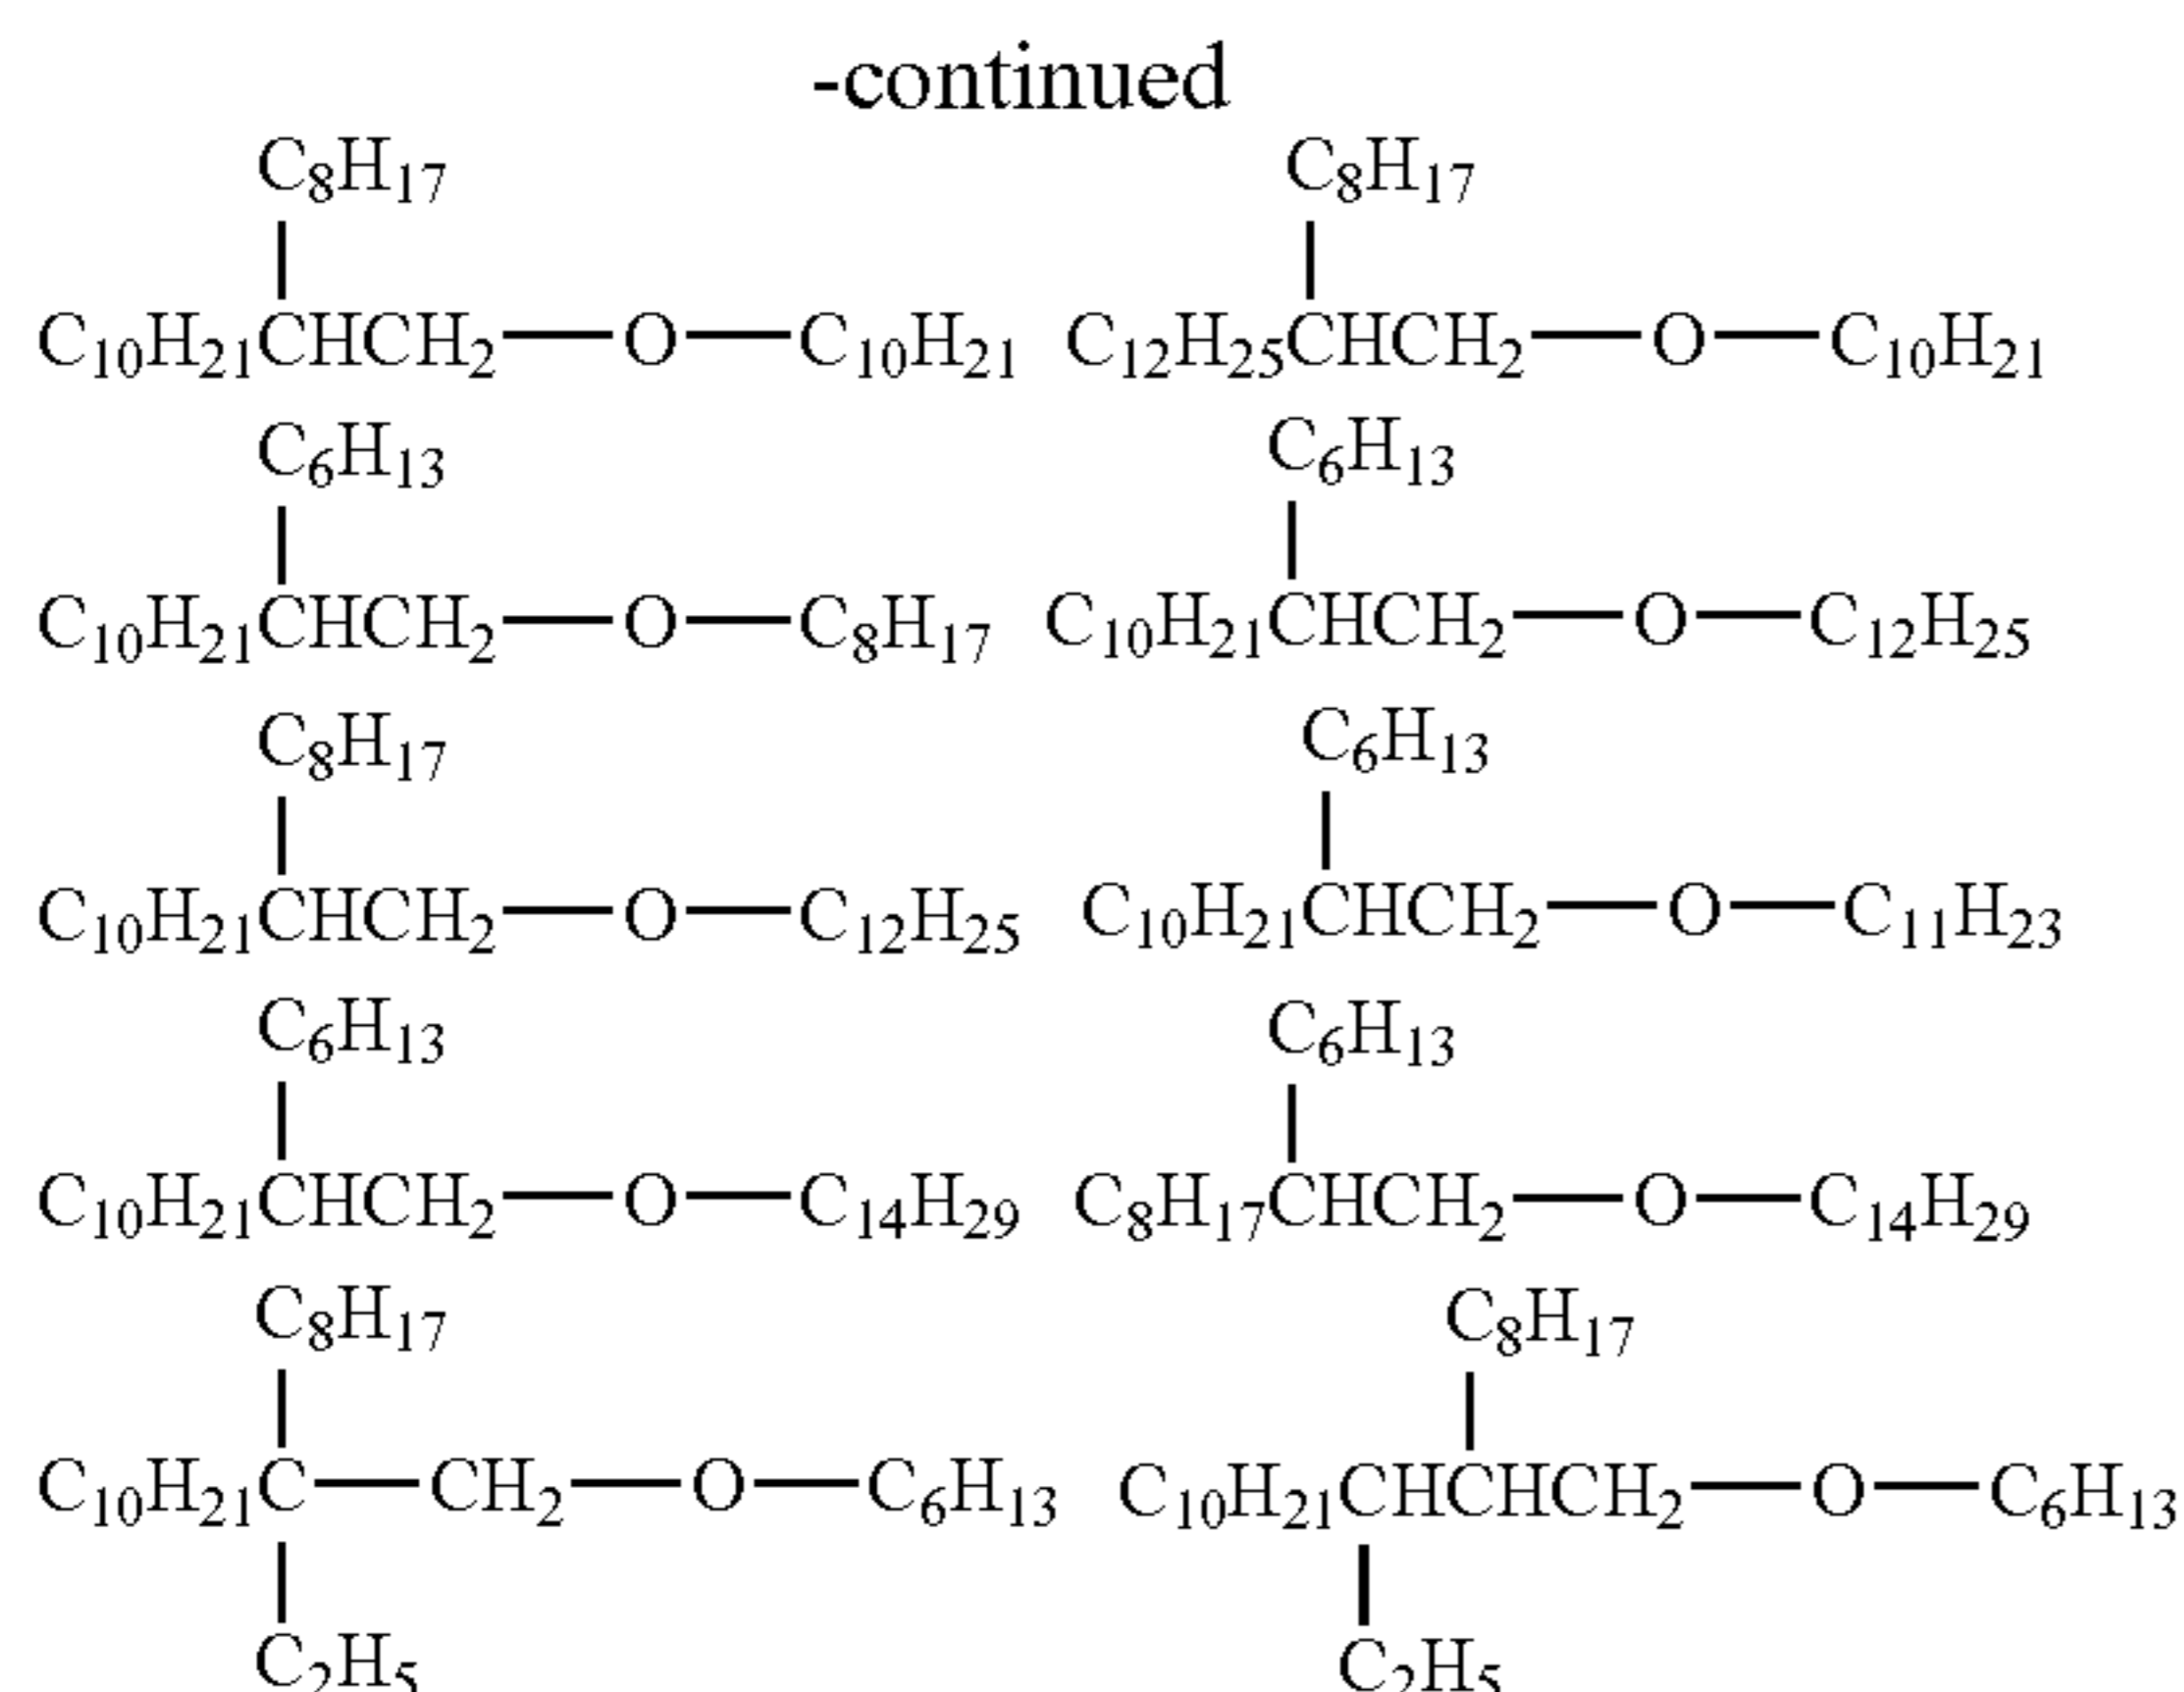 -continued
C8H17 C8H17
C10H21CHCH2—O—C10H21 C12H25CHCH2—O—C10H21
C6H13 C6H13
C10H21CHCH2—O—C8H17 C10H21CHCH2—O—C12H25
C8H17 C6H13
C10H21CHCH2—O—C12H25 C10H21CHCH2—O—C11H23
C6H13 C6H13
C10H21CHCH2—O—C14H29 C8H17CHCH2—O—C14H29
C8H17 C8H17
C10H21C—CH2—O—C6H13 C10H21CHCHCH2—O—C6H13
C2H5 C2H5